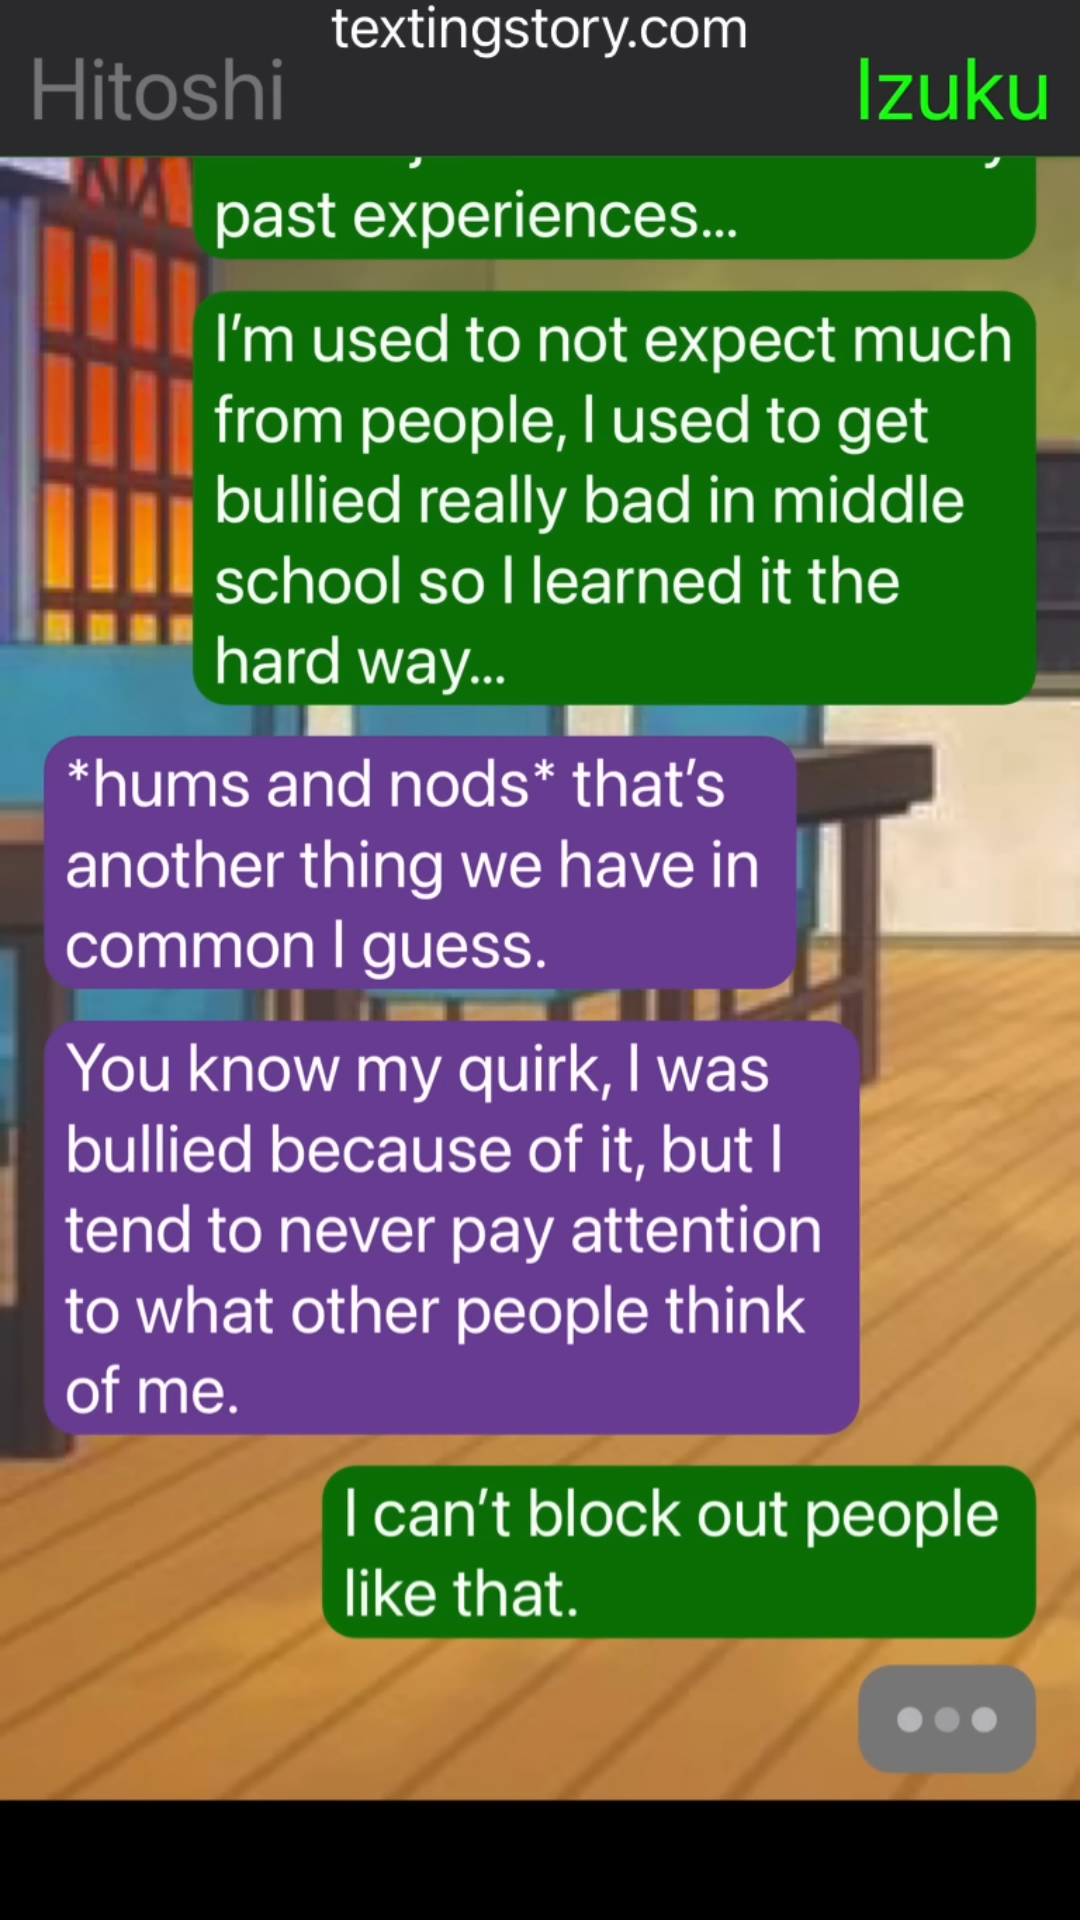 textingstory.com
Hitoshi
Izuku
past experiences...
I'm used to not expect much
from people, I used to get
bullied really bad in middle
school so I learned it the
hard way...
*hums and nods* that's
another thing we have in
common I guess.
You know my quirk, I was
bullied because of it, but I
tend to never pay attention
to what other people think
of me.
I can't block out people
like that.